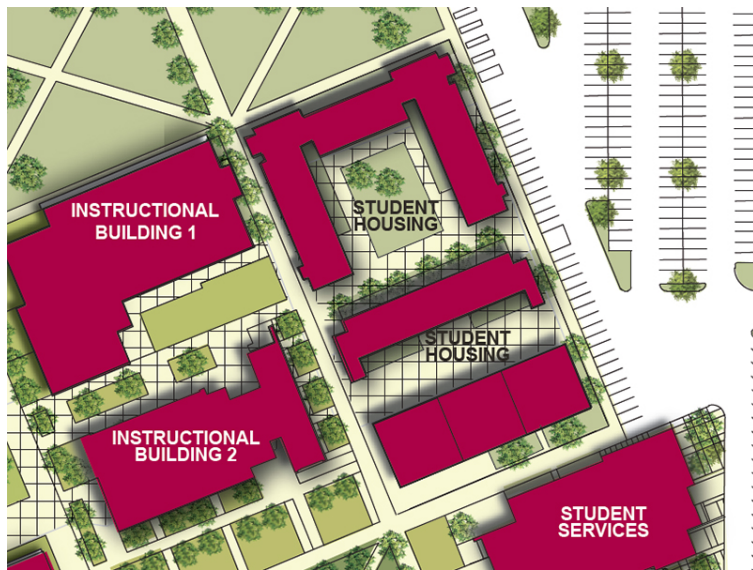 INSTRUCTIONAL
BUILDING 1
STUDENT
HOUSING
STUDENT
HOUSING
INSTRUCTIONAL
BUILDING 2
STUDENT
SERVICES